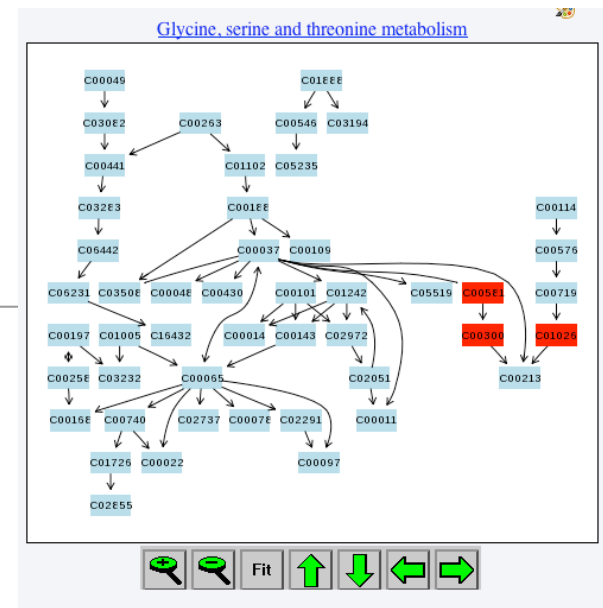 Glycine, serine and threonine metabolism
C00049 C01888
C03082 C00263 C00546 C03194
C00441 C01102 C05235
C03283 C00188 C00114
C06442 C00037 C00109 C00576
C06231 C03508 C00048 C00430 C00101 C01242 C05519 C00581 C00719
C00197 C01005 C16432 C00014 C00143 C02972 C00300 C01026
C00258 C03232 C00065 C02051 C00213
C00168 C00740 C02737 C00078 C02291 C00011
C01726 C00022 C00097
C02855
Fit